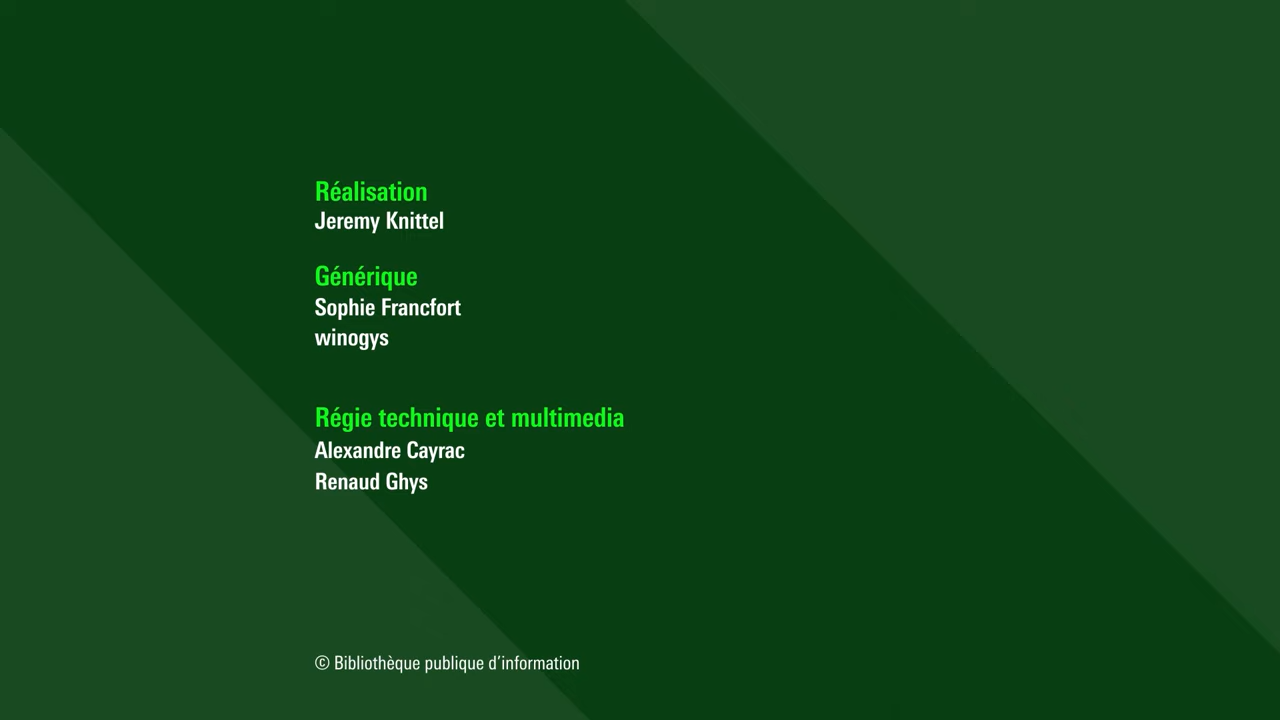 Réalisation
Jeremy Knittel
Générique
Sophie Francfort
winogys
Régie technique et multimedia
Alexandre Cayrac
Renaud Ghys
© Bibliothèque publique d’information